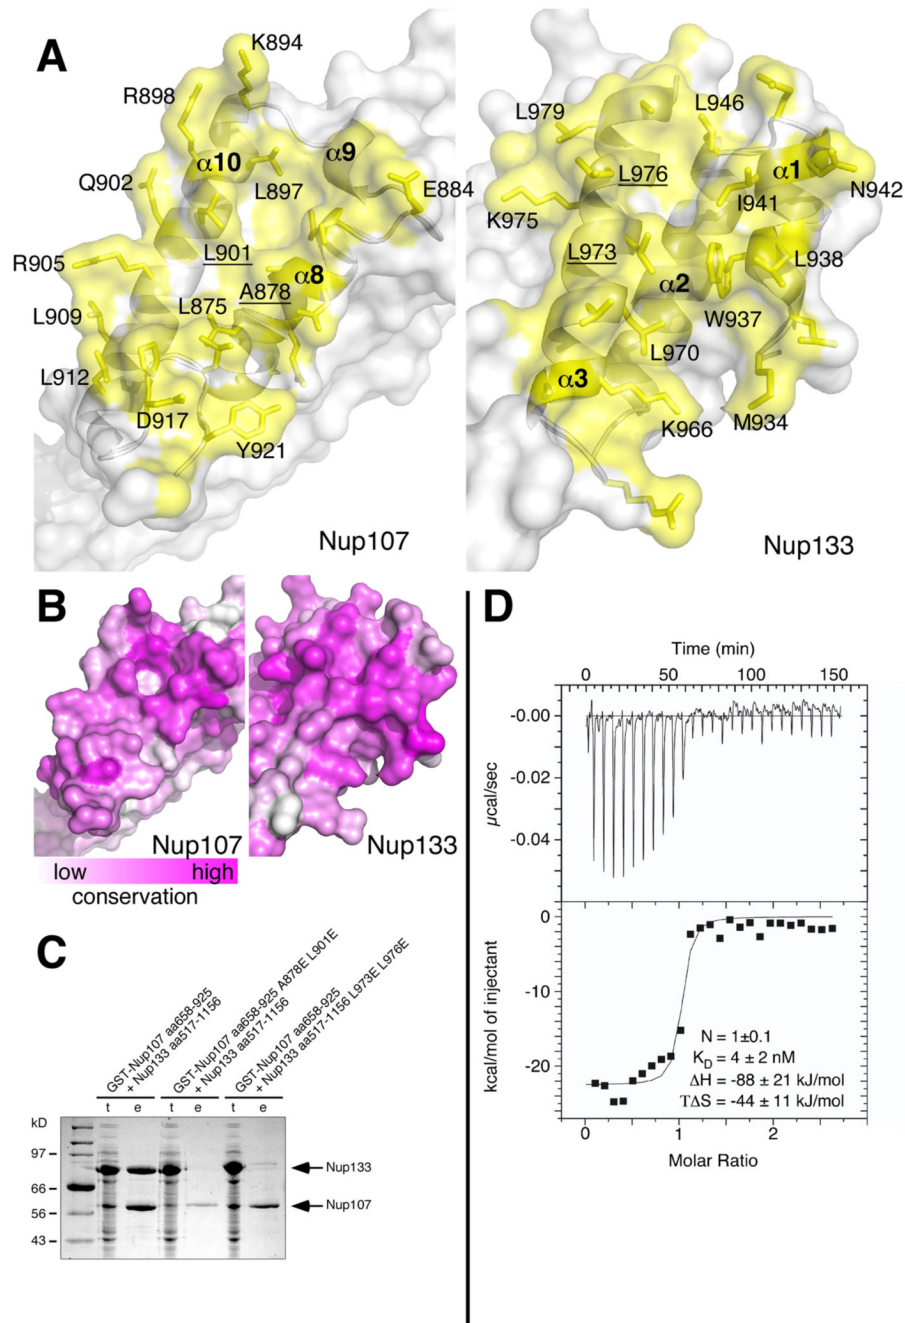 A
K894
R898
α10
α9
Q902
L897
E884
L901
R905
α8
L875
A878
L909
L912
D917
Y921
Nup107
L979
L946
α1
L976
N942
I941
K975
L973
L938
α2
W937
L970
α3
M934
K966
Nup133
B
Nup107
Nup133
low high
conservation
C
GST-Nup107 aa658-925
+ Nup133 aa517-1156
GST-Nup107 aa658-925 A878E L901E
+ Nup133 aa517-1156
GST-Nup107 aa658-925
+ Nup133 aa517-1156 L973E L976E
t e t e t e
kD
97
66
56
43
Nup133
Nup107
D
Time (min)
0 50 100 150
-0.00
-0.02
-0.04
µcal/sec
0
-10
-20
kcal/mol of injectant
N = 1±0.1
KD = 4 ± 2 nM
ΔH = -88 ± 21 kJ/mol
TΔS = -44 ± 11 kJ/mol
0 1 2
Molar Ratio